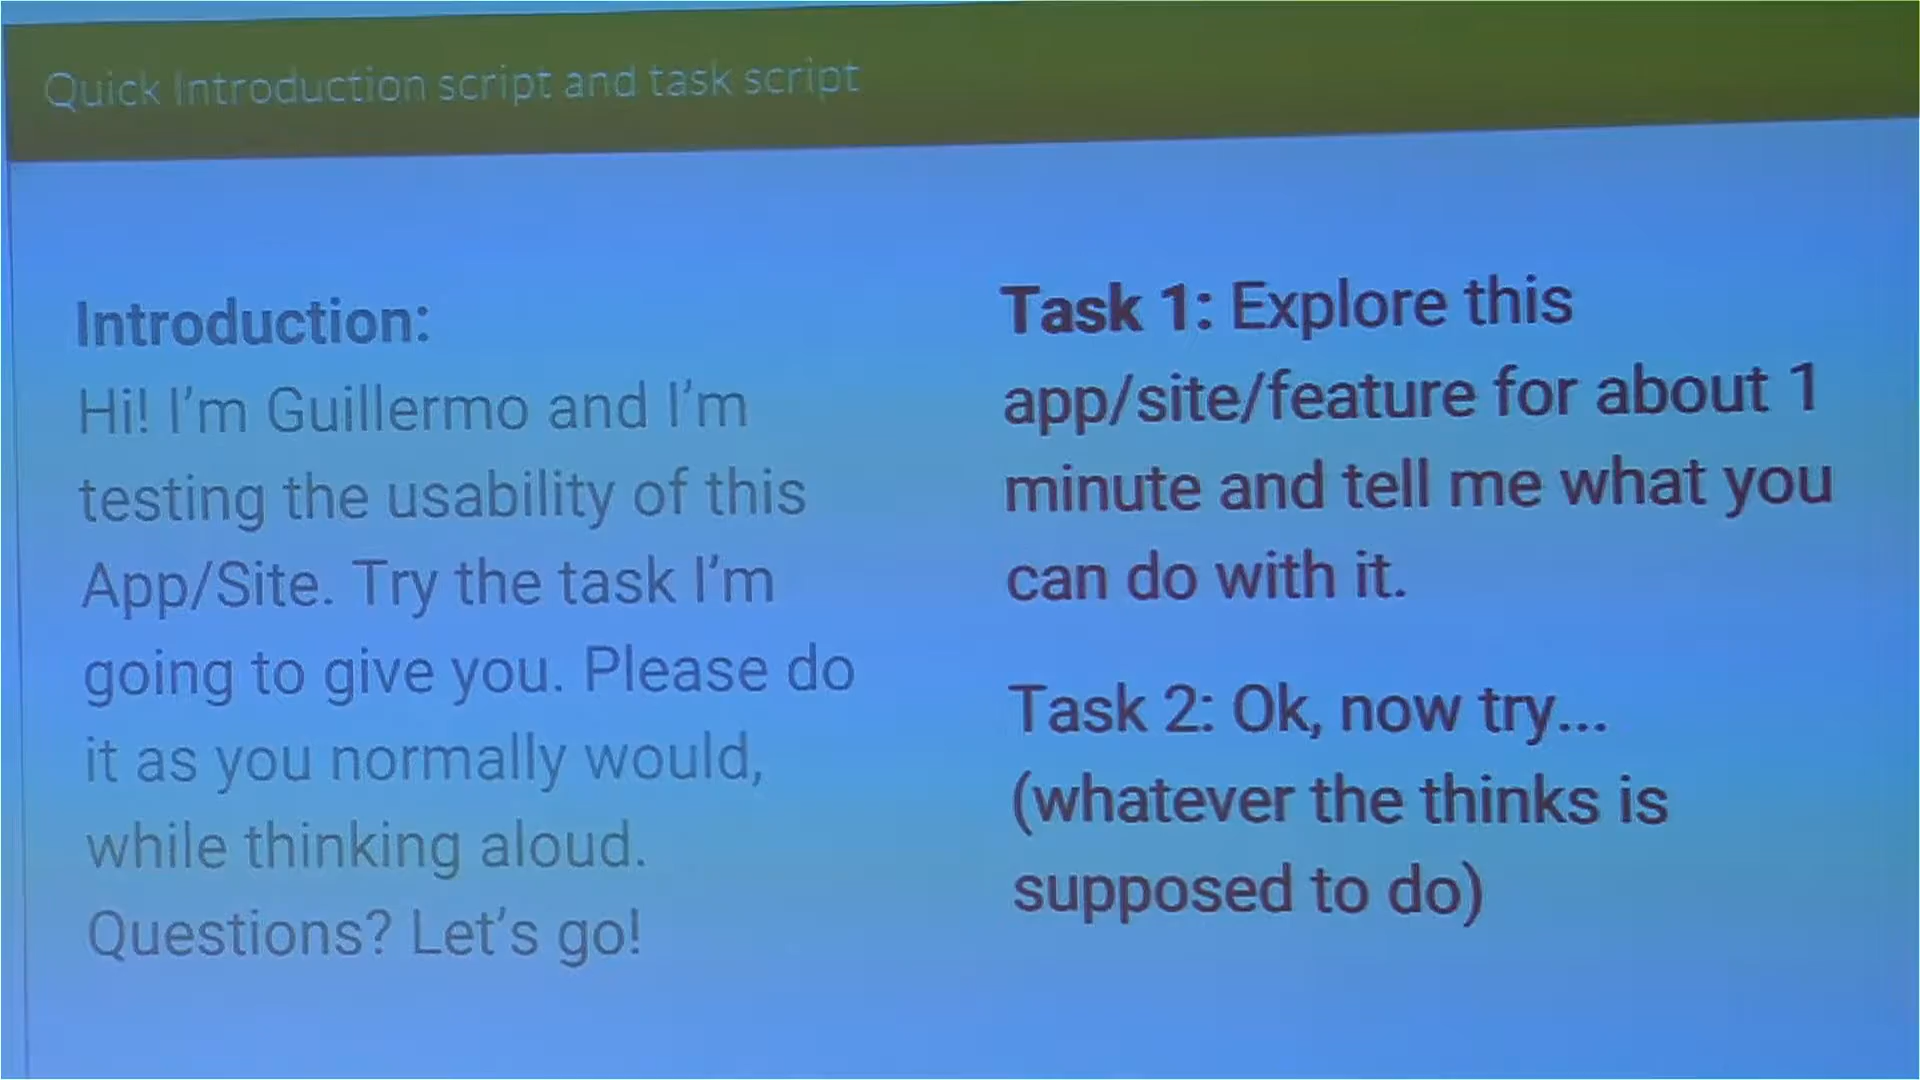 Quick Introduction script and task script
Introduction:
Hi! I'm Guillermo and I'm
testing the usability of this
App/Site. Try the task I'm
going to give you. Please do
it as you normally would,
while thinking aloud.
Questions? Let's go!
Task 1: Explore this
app/site/feature for about 1
minute and tell me what you
can do with it.
Task 2: Ok, now try...
(whatever the thinks is
supposed to do)